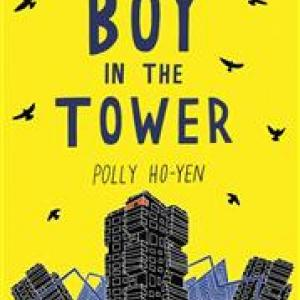 BOY
IN THE
TOWER
POLLY HO-YEN